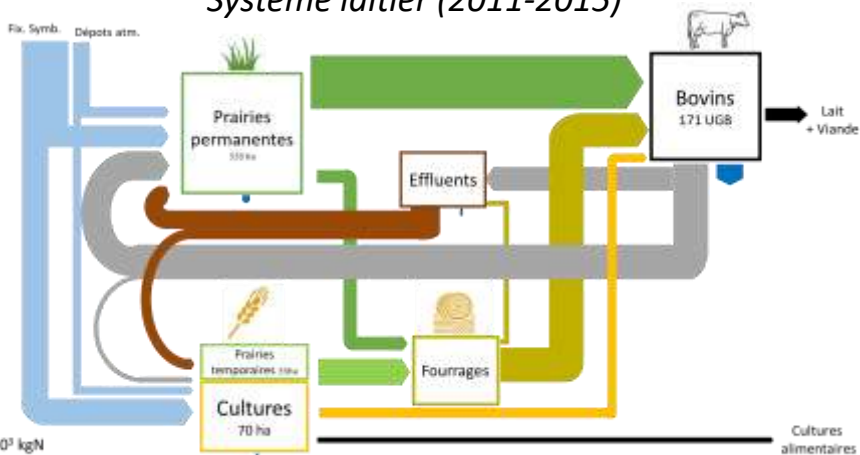 Système laitier (2011-2015)
Fix. Symb.
Dépots atm.
Prairies
permanentes
Bovins
171 UGB
Lait
+ Viande
Effluents
Prairies
temporaires
Fourrages
Cultures
70 ha
Cultures
alimentaires
0³ kgN